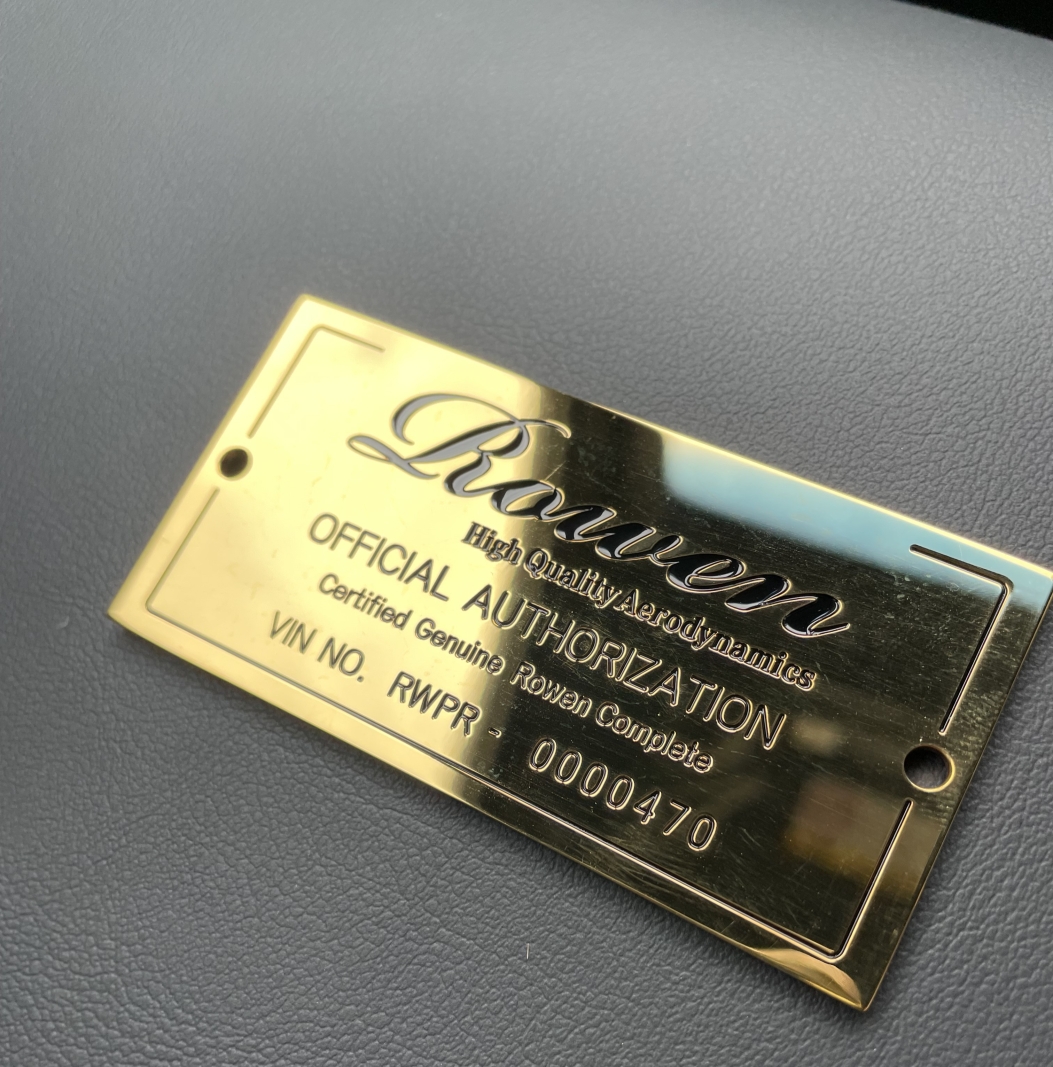 Rowen
High Quality Aerodynamics
OFFICIAL AUTHORIZATION
Certified Genuine Rowen Complete
VIN NO. RWPR - 0000470